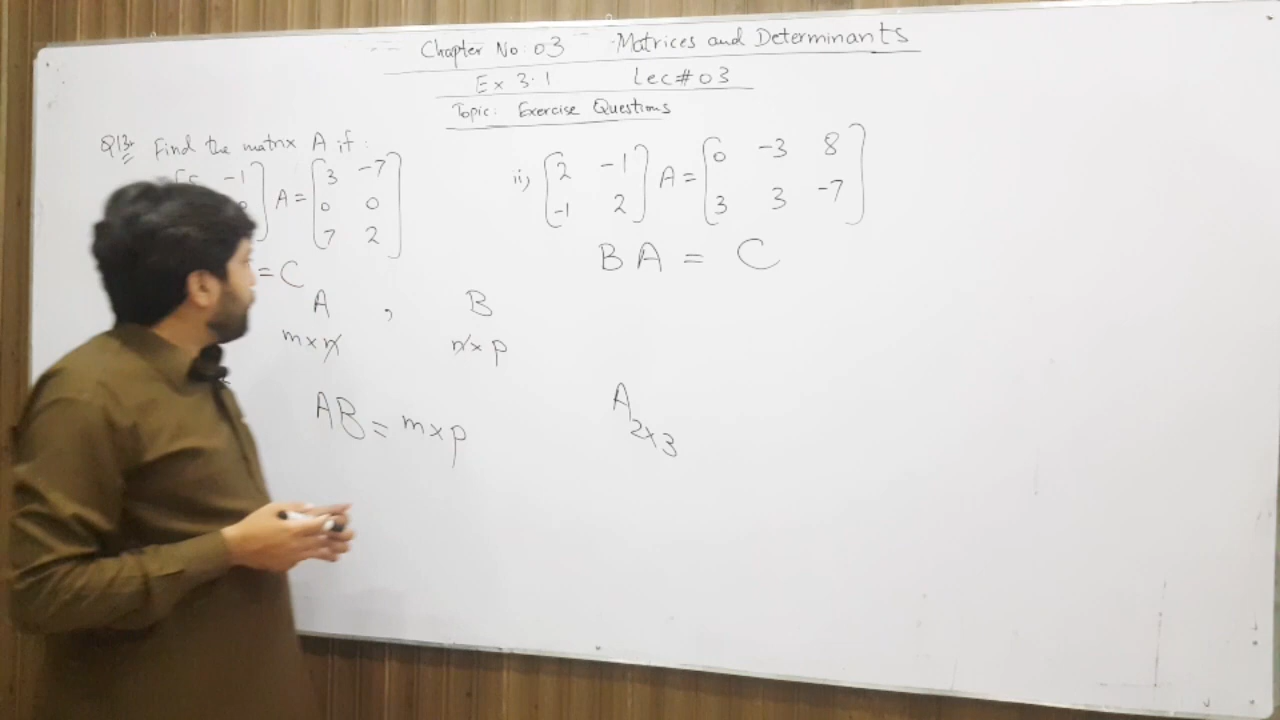 Chapter No: 03 Matrices and Determinants
Ex 3.1 Lec# 03
Topic: Exercise Questions
Q13:- Find the matrix A if:
-1
] A = [3 -7
0 0
7 2]
= C
ii) [2 -1
-1 2] A = [0 -3 8
3 3 -7]
BA = C
A , B
m×n n×p
AB = m×p
A 2×3